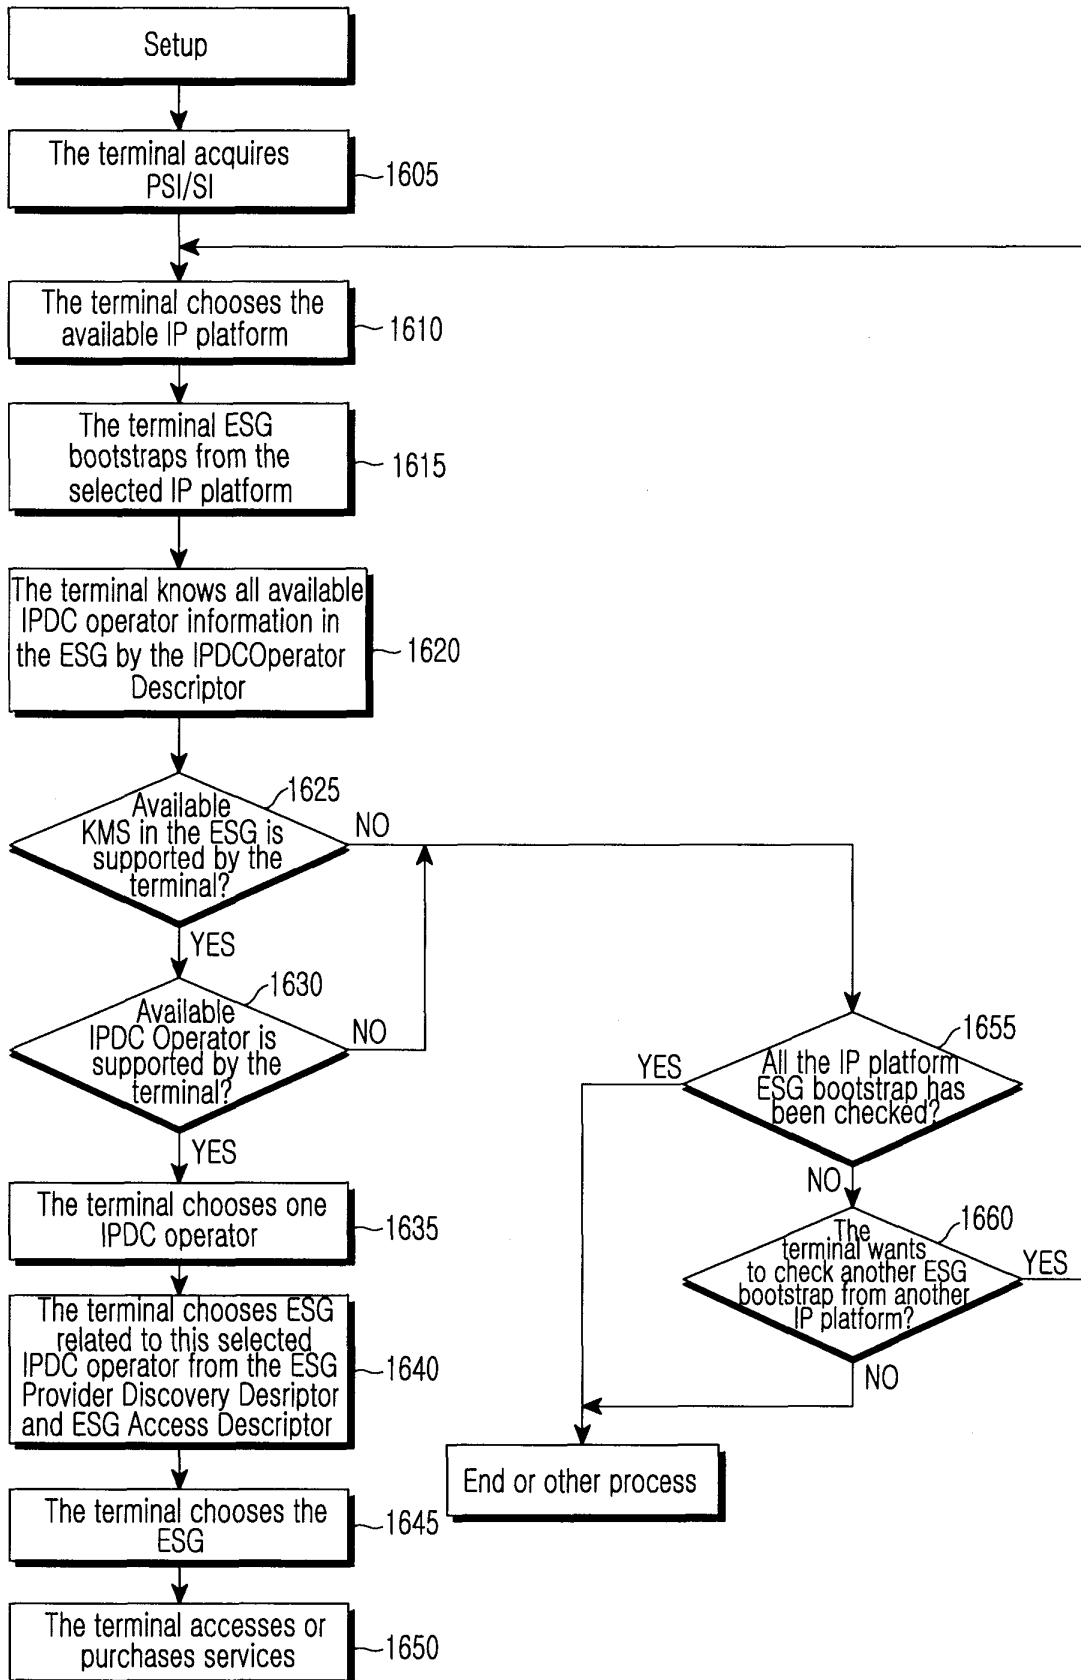 Setup
The terminal acquires
PSI/SI
1605
The terminal chooses the
available IP platform
1610
The terminal ESG
bootstraps from the
selected IP platform
1615
The terminal knows all available
IPDC operator information in
the ESG by the IPDCOperator
Descriptor
1620
1625
Available
KMS in the ESG is
supported by the
terminal?
NO
YES
1630
Available
IPDC Operator is
supported by the
terminal?
NO
YES
1655
All the IP platform
ESG bootstrap has
been checked?
YES
NO
1660
The
terminal wants
to check another ESG
bootstrap from another
IP platform?
YES
NO
End or other process
The terminal chooses one
IPDC operator
1635
The terminal chooses ESG
related to this selected
IPDC operator from the ESG
Provider Discovery Desriptor
and ESG Access Descriptor
1640
The terminal chooses the
ESG
1645
The terminal accesses or
purchases services
1650